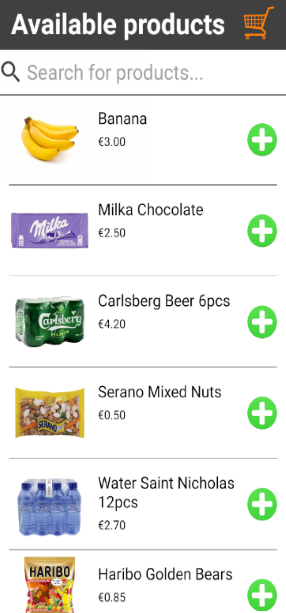 Available products
Search for products...
Banana
€3.00
Milka
Milka Chocolate
€2.50
Carlsberg
Carlsberg Beer 6pcs
€4.20
SERANO
Serano Mixed Nuts
€0.50
Water Saint Nicholas
12pcs
€2.70
HARIBO
Haribo Golden Bears
€0.85